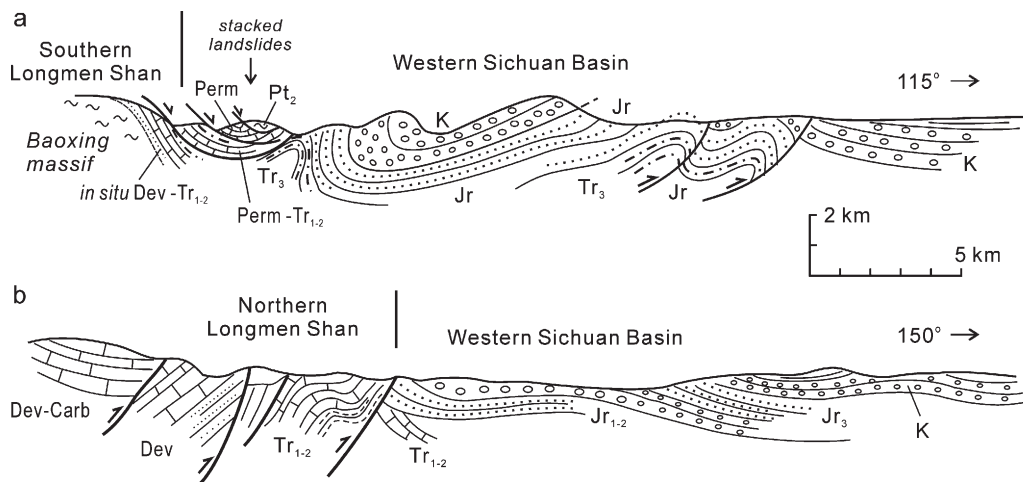 a
stacked
landslides
Southern
Longmen Shan
Western Sichuan Basin
115° →
Perm
Pt2
K
Jr
Baoxing
massif
in situ Dev -Tr1-2
Tr3
Perm -Tr1-2
Jr
Tr3
Jr
K
2 km
5 km
b
Northern
Longmen Shan
Western Sichuan Basin
150° →
Dev-Carb
Dev
Tr1-2
Tr1-2
Jr1-2
Jr3
K